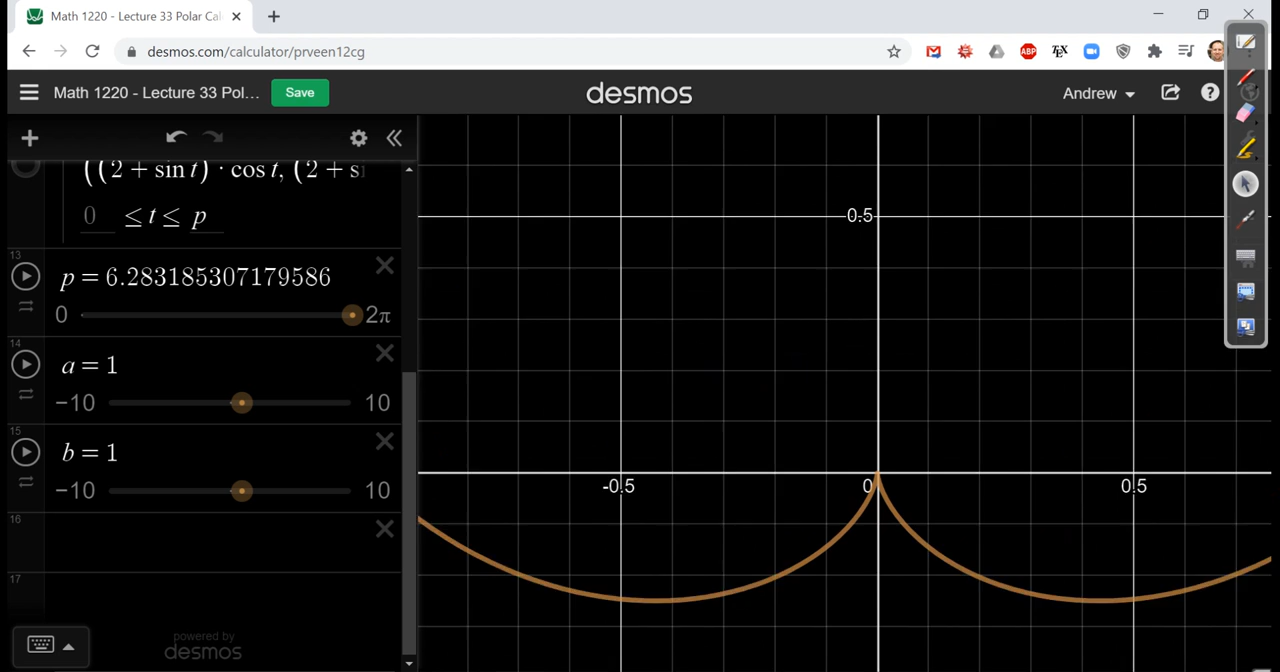 Math 1220 - Lecture 33 Polar Cal
desmos.com/calculator/prveen12cg
ABP
TEX
Math 1220 - Lecture 33 Pol...
Save
desmos
Andrew
?
((2 + sin t) · cos t, (2 + s
0 ≤ t ≤ p
13
p = 6.283185307179586
0
2π
14
a = 1
−10
10
15
b = 1
−10
10
16
17
powered by
desmos
0.5
-0.5
0
0.5